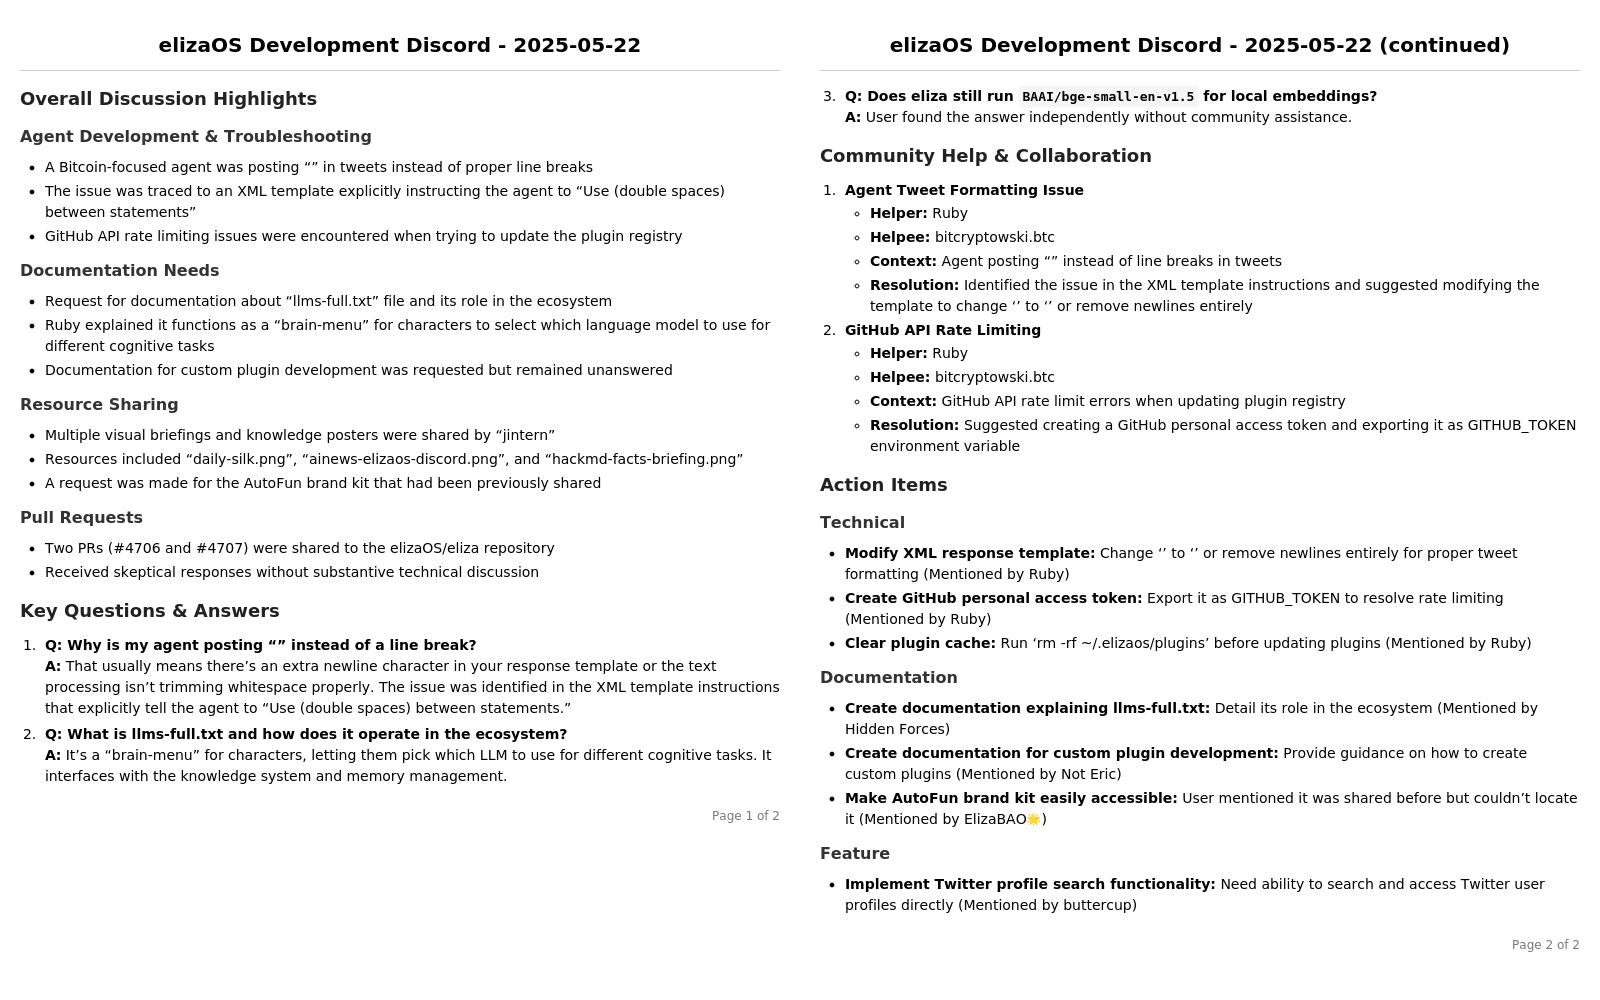 elizaOS Development Discord - 2025-05-22
Overall Discussion Highlights
Agent Development & Troubleshooting
• A Bitcoin-focused agent was posting “” in tweets instead of proper line breaks
• The issue was traced to an XML template explicitly instructing the agent to “Use (double spaces)
between statements”
• GitHub API rate limiting issues were encountered when trying to update the plugin registry
Documentation Needs
• Request for documentation about “llms-full.txt” file and its role in the ecosystem
• Ruby explained it functions as a “brain-menu” for characters to select which language model to use for
different cognitive tasks
• Documentation for custom plugin development was requested but remained unanswered
Resource Sharing
• Multiple visual briefings and knowledge posters were shared by “jintern”
• Resources included “daily-silk.png”, “ainews-elizaos-discord.png”, and “hackmd-facts-briefing.png”
• A request was made for the AutoFun brand kit that had been previously shared
Pull Requests
• Two PRs (#4706 and #4707) were shared to the elizaOS/eliza repository
• Received skeptical responses without substantive technical discussion
Key Questions & Answers
1. Q: Why is my agent posting “” instead of a line break?
A: That usually means there’s an extra newline character in your response template or the text
processing isn’t trimming whitespace properly. The issue was identified in the XML template instructions
that explicitly tell the agent to “Use (double spaces) between statements.”
2. Q: What is llms-full.txt and how does it operate in the ecosystem?
A: It’s a “brain-menu” for characters, letting them pick which LLM to use for different cognitive tasks. It
interfaces with the knowledge system and memory management.
Page 1 of 2
elizaOS Development Discord - 2025-05-22 (continued)
3. Q: Does eliza still run BAAI/bge-small-en-v1.5 for local embeddings?
A: User found the answer independently without community assistance.
Community Help & Collaboration
1. Agent Tweet Formatting Issue
◦ Helper: Ruby
◦ Helpee: bitcryptowski.btc
◦ Context: Agent posting “” instead of line breaks in tweets
◦ Resolution: Identified the issue in the XML template instructions and suggested modifying the
template to change ‘’ to ‘’ or remove newlines entirely
2. GitHub API Rate Limiting
◦ Helper: Ruby
◦ Helpee: bitcryptowski.btc
◦ Context: GitHub API rate limit errors when updating plugin registry
◦ Resolution: Suggested creating a GitHub personal access token and exporting it as GITHUB_TOKEN
environment variable
Action Items
Technical
• Modify XML response template: Change ‘’ to ‘’ or remove newlines entirely for proper tweet
formatting (Mentioned by Ruby)
• Create GitHub personal access token: Export it as GITHUB_TOKEN to resolve rate limiting
(Mentioned by Ruby)
• Clear plugin cache: Run ‘rm -rf ~/.elizaos/plugins’ before updating plugins (Mentioned by Ruby)
Documentation
• Create documentation explaining llms-full.txt: Detail its role in the ecosystem (Mentioned by
Hidden Forces)
• Create documentation for custom plugin development: Provide guidance on how to create
custom plugins (Mentioned by Not Eric)
• Make AutoFun brand kit easily accessible: User mentioned it was shared before but couldn’t locate
it (Mentioned by ElizaBAO🌟)
Feature
• Implement Twitter profile search functionality: Need ability to search and access Twitter user
profiles directly (Mentioned by buttercup)
Page 2 of 2